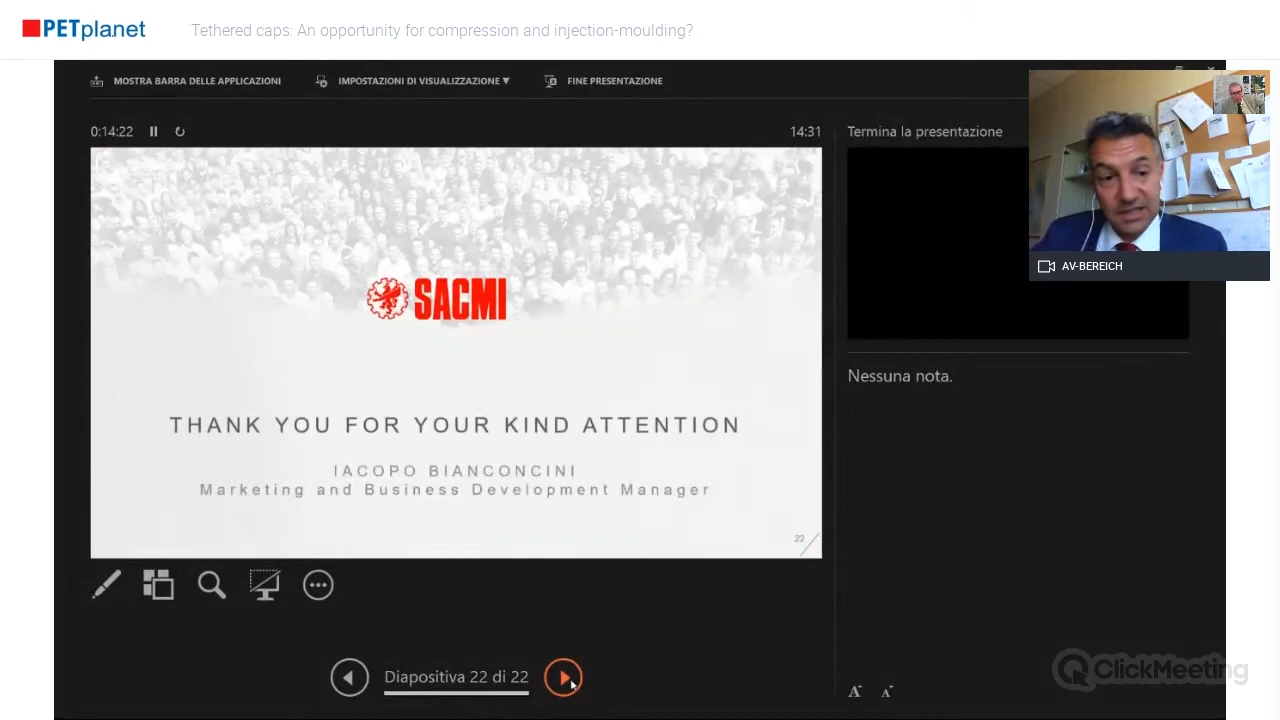 PETplanet
Tethered caps: An opportunity for compression and injection-moulding?
MOSTRA BARRA DELLE APPLICAZIONI
IMPOSTAZIONI DI VISUALIZZAZIONE ▼
FINE PRESENTAZIONE
0:14:22
14:31
Termina la presentazione
AV-BEREICH
SACMI
Nessuna nota.
THANK YOU FOR YOUR KIND ATTENTION
IACOPO BIANCONCINI
Marketing and Business Development Manager
22
Diapositiva 22 di 22
ClickMeeting
A A